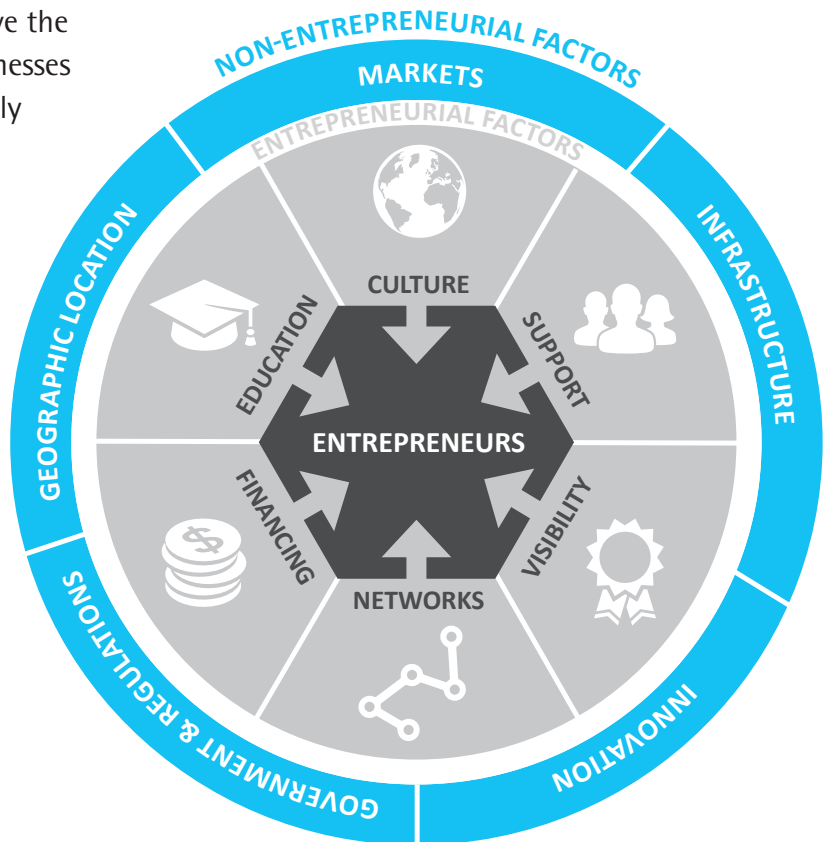 ve the
nesses
ly
NON-ENTREPRENEURIAL FACTORS
MARKETS
ENTREPRENEURIAL FACTORS
CULTURE
EDUCATION
SUPPORT
GEOGRAPHIC LOCATION
INFRASTRUCTURE
ENTREPRENEURS
FINANCING
VISIBILITY
NETWORKS
GOVERNMENT & REGULATIONS
INNOVATION
$